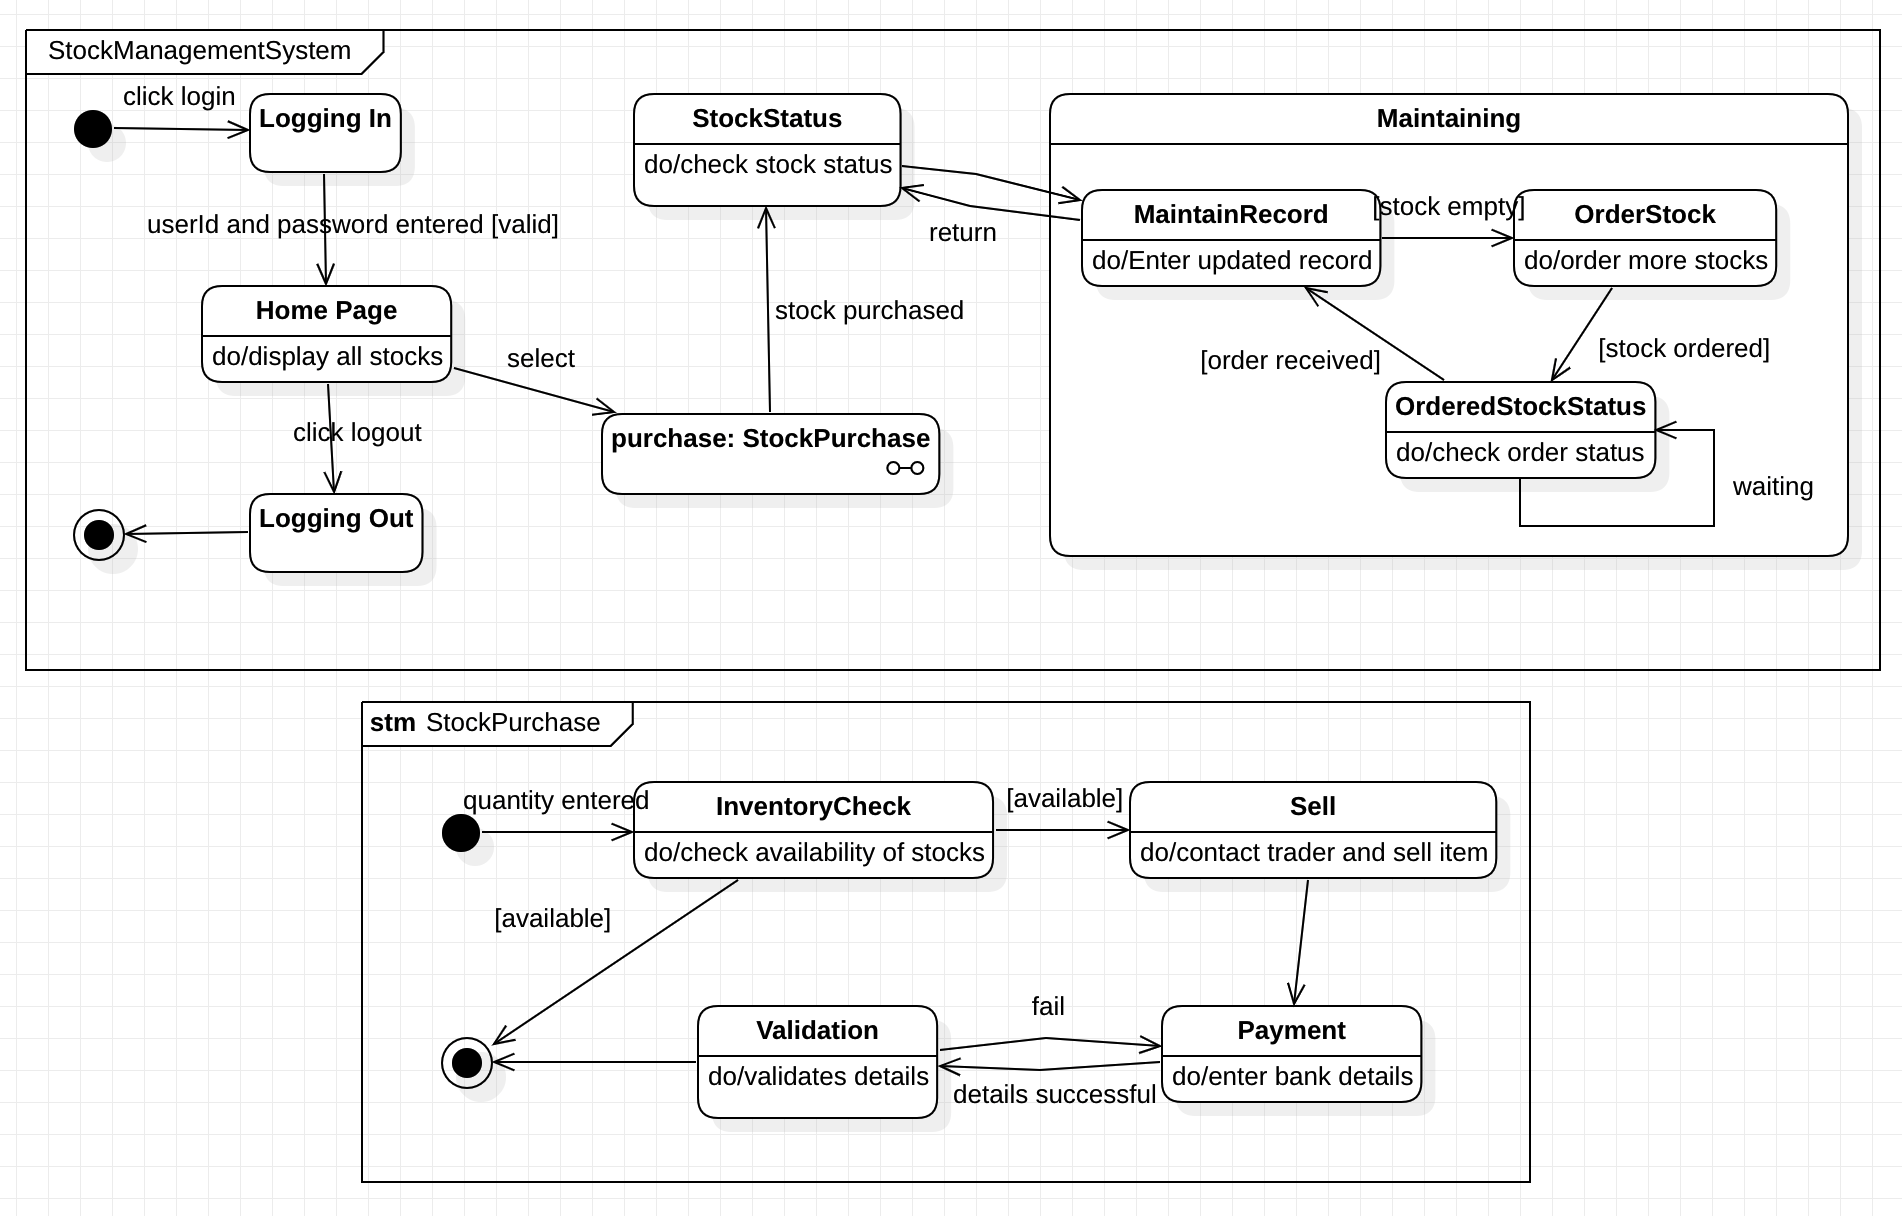 StockManagementSystem
click login
Logging In
StockStatus
do/check stock status
Maintaining
userId and password entered [valid]
return
MaintainRecord
do/Enter updated record
[stock empty]
OrderStock
do/order more stocks
Home Page
do/display all stocks
select
stock purchased
[order received]
[stock ordered]
click logout
purchase: StockPurchase
OrderedStockStatus
do/check order status
waiting
Logging Out
stm StockPurchase
quantity entered
InventoryCheck
do/check availability of stocks
[available]
Sell
do/contact trader and sell item
[available]
Validation
do/validates details
fail
details successful
Payment
do/enter bank details